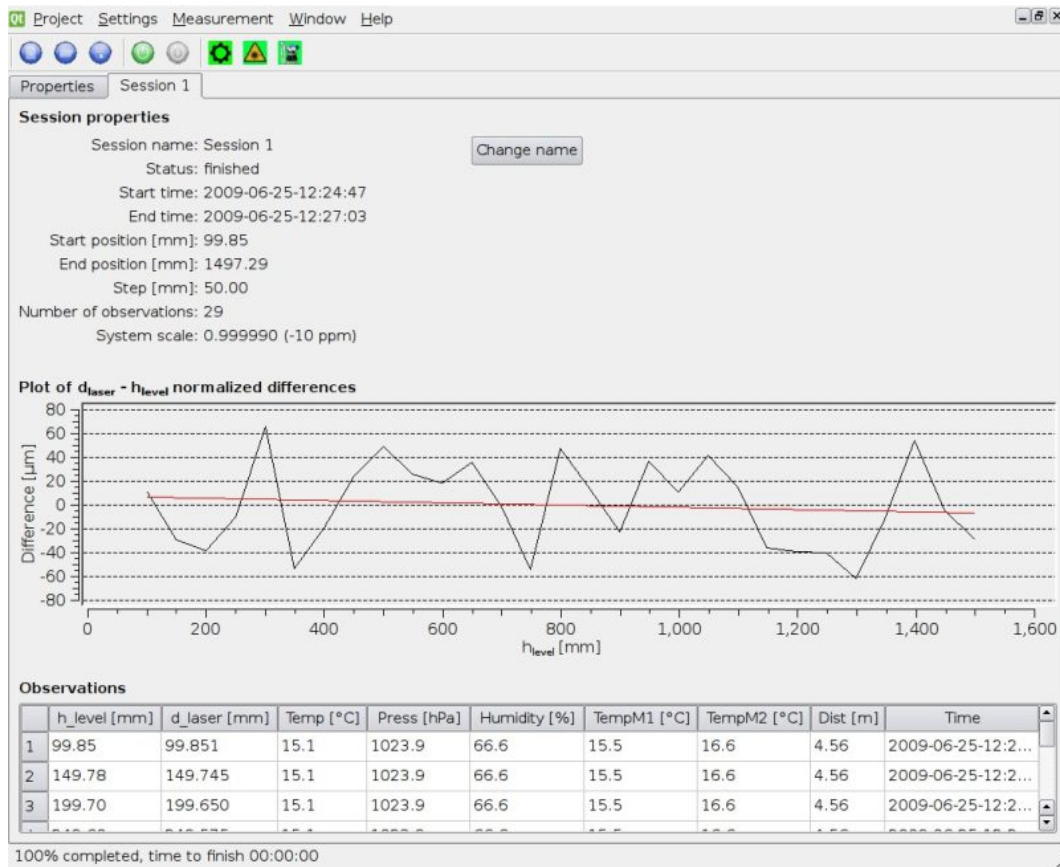 Qt Project Settings Measurement Window Help
Properties Session 1
Session properties
Session name: Session 1
Change name
Status: finished
Start time: 2009-06-25-12:24:47
End time: 2009-06-25-12:27:03
Start position [mm]: 99.85
End position [mm]: 1497.29
Step [mm]: 50.00
Number of observations: 29
System scale: 0.999990 (-10 ppm)
Plot of dlaser - hlevel normalized differences
80
60
40
20
0
-20
-40
-60
-80
Difference [µm]
0 200 400 600 800 1,000 1,200 1,400 1,600
hlevel [mm]
Observations
h_level [mm] d_laser [mm] Temp [°C] Press [hPa] Humidity [%] TempM1 [°C] TempM2 [°C] Dist [m] Time
1 99.85 99.851 15.1 1023.9 66.6 15.5 16.6 4.56 2009-06-25-12:2...
2 149.78 149.745 15.1 1023.9 66.6 15.5 16.6 4.56 2009-06-25-12:2...
3 199.70 199.650 15.1 1023.9 66.6 15.5 16.6 4.56 2009-06-25-12:2...
100% completed, time to finish 00:00:00